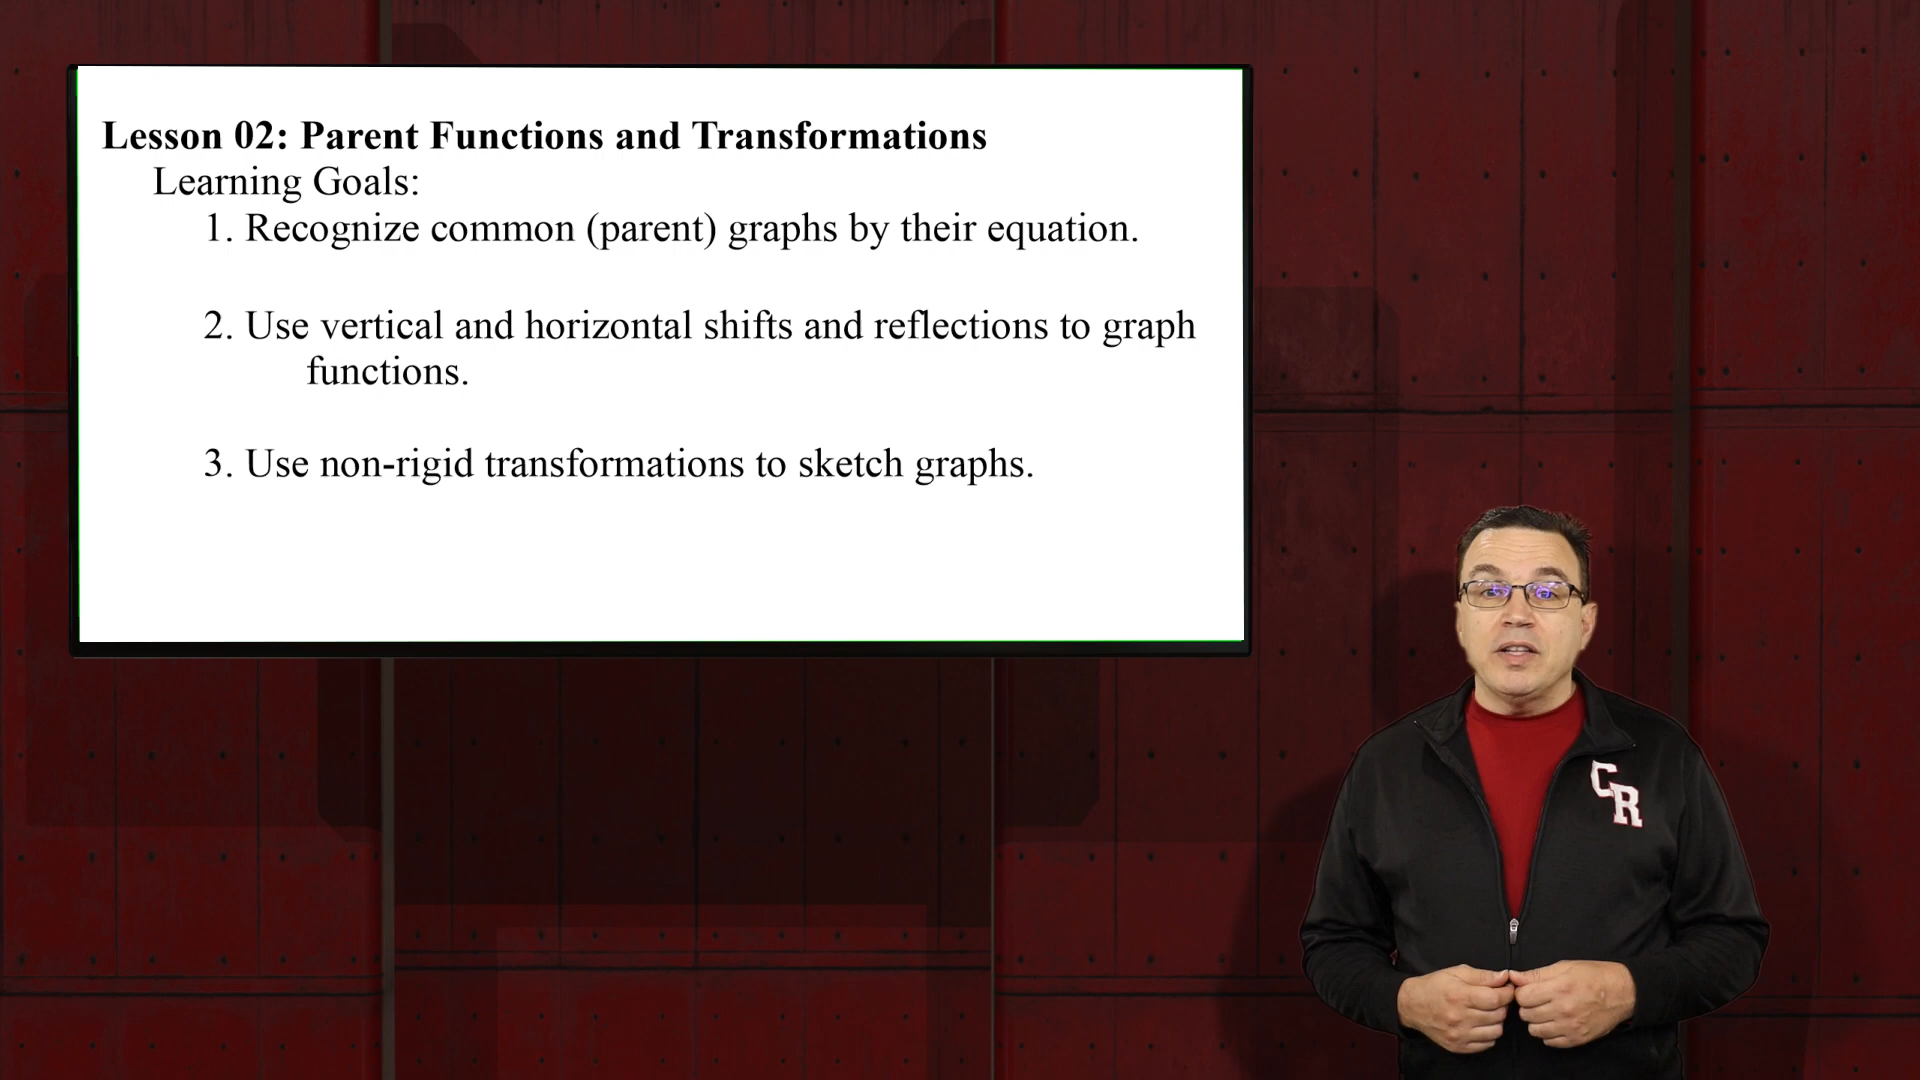 Lesson 02: Parent Functions and Transformations
Learning Goals:
1. Recognize common (parent) graphs by their equation.
2. Use vertical and horizontal shifts and reflections to graph
functions.
3. Use non-rigid transformations to sketch graphs.
CR